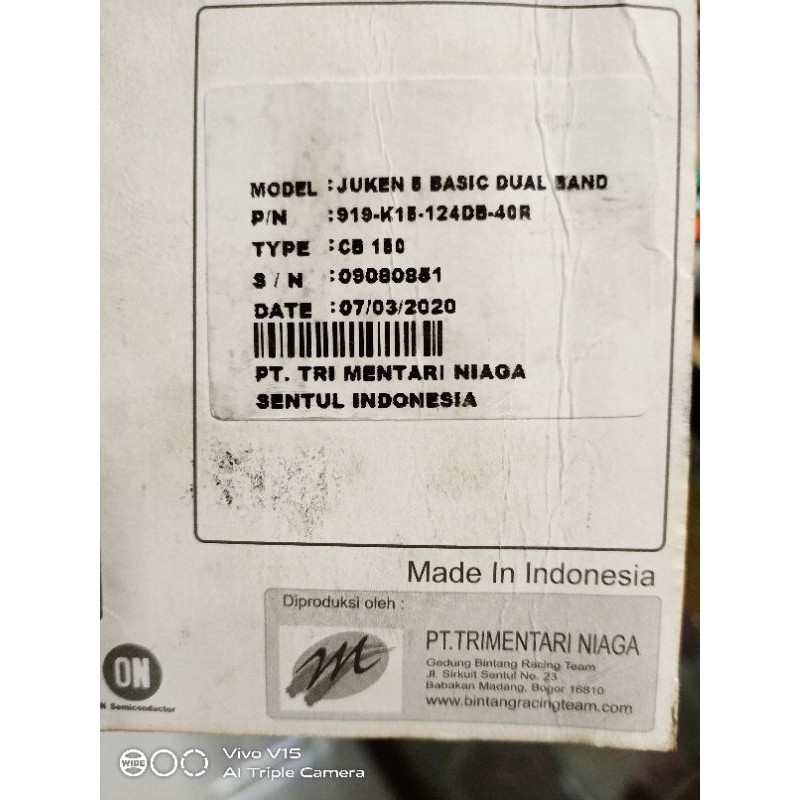 MODEL : JUKEN 5 BASIC DUAL BAND
P/N : 919-K15-124DB-40R
TYPE : CB 150
S / N : 09080851
DATE : 07/03/2020
PT. TRI MENTARI NIAGA
SENTUL INDONESIA
Made In Indonesia
Diproduksi oleh :
m
PT.TRIMENTARI NIAGA
Gedung Bintang Racing Team
Jl. Sirkuit Sentul No. 23
Babakan Madang, Bogor 16810
www.bintangracingteam.com
ON
N Semiconductor
WIDE
Vivo V15
AI Triple Camera